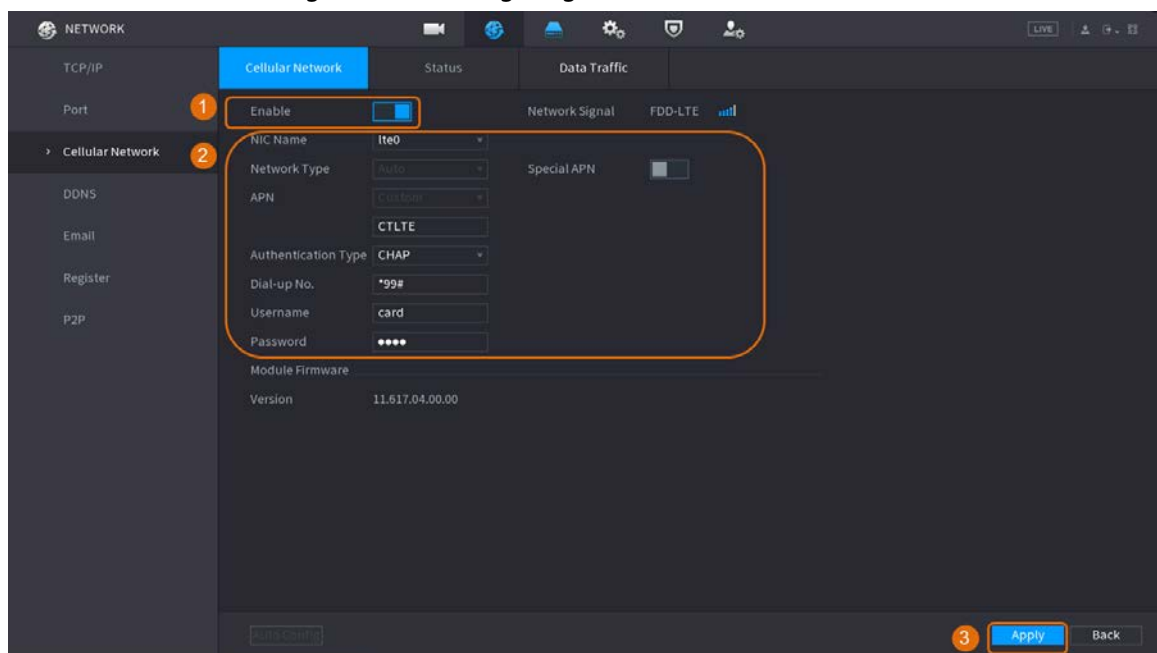 NETWORK
LIVE
TCP/IP
Port
Cellular Network
DDNS
Email
Register
P2P
Cellular Network Status Data Traffic
1 Enable Network Signal FDD-LTE
2 NIC Name lte0
Network Type Auto Special APN
APN Custom
CTLTE
Authentication Type CHAP
Dial-up No. *99#
Username card
Password ••••
Module Firmware
Version 11.617.04.00.00
Auto Config
3 Apply Back